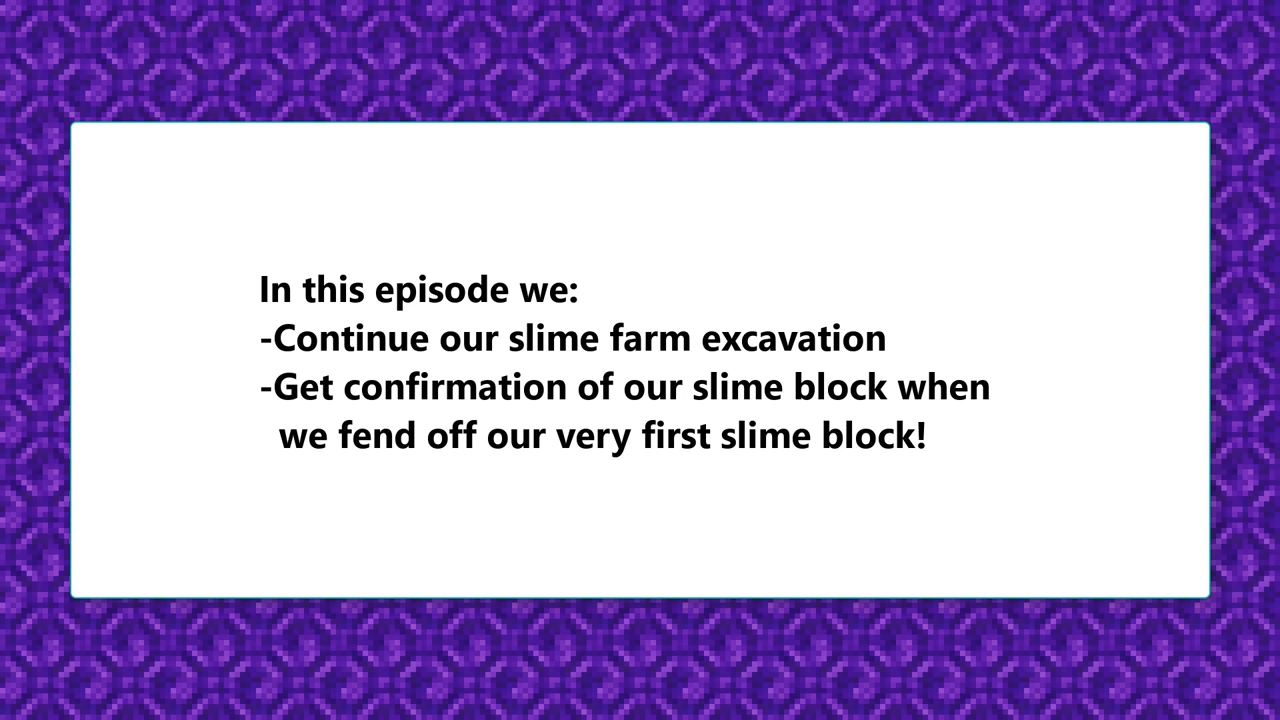 In this episode we:
-Continue our slime farm excavation
-Get confirmation of our slime block when
we fend off our very first slime block!